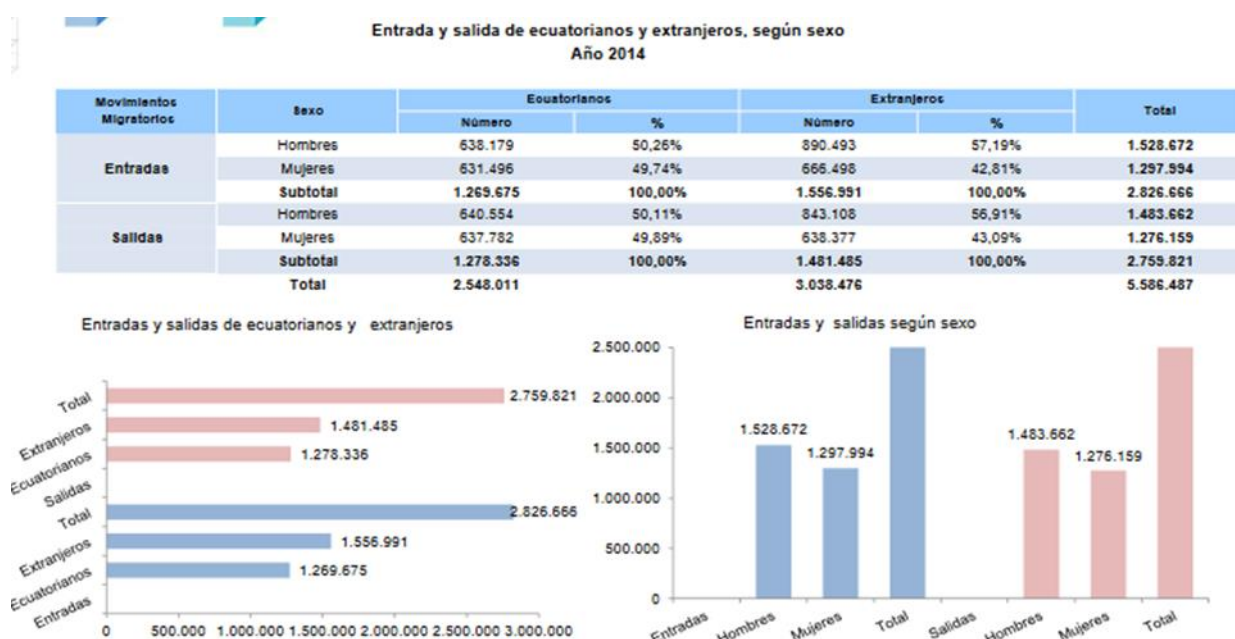 Entrada y salida de ecuatorianos y extranjeros, según sexo
Año 2014
Movimientos Migratorios Sexo Ecuatorianos Extranjeros Total
Número % Número %
Entradas
Hombres 638.179 50,26% 890.493 57,19% 1.528.672
Mujeres 631.496 49,74% 666.498 42,81% 1.297.994
Subtotal 1.269.675 100,00% 1.556.991 100,00% 2.826.666
Salidas
Hombres 640.554 50,11% 843.108 56,91% 1.483.662
Mujeres 637.782 49,89% 638.377 43,09% 1.276.159
Subtotal 1.278.336 100,00% 1.481.485 100,00% 2.759.821
Total 2.548.011 3.038.476 5.586.487
Entradas y salidas de ecuatorianos y extranjeros
Total 2.759.821
Extranjeros 1.481.485
Ecuatorianos 1.278.336
Salidas
Total 2.826.666
Extranjeros 1.556.991
Ecuatorianos 1.269.675
Entradas
0 500.000 1.000.000 1.500.000 2.000.000 2.500.000 3.000.000
Entradas y salidas según sexo
2.500.000
2.000.000
1.500.000
1.000.000
500.000
0
1.528.672
1.297.994
1.483.662
1.276.159
Entradas Hombres Mujeres Total Salidas Hombres Mujeres Total